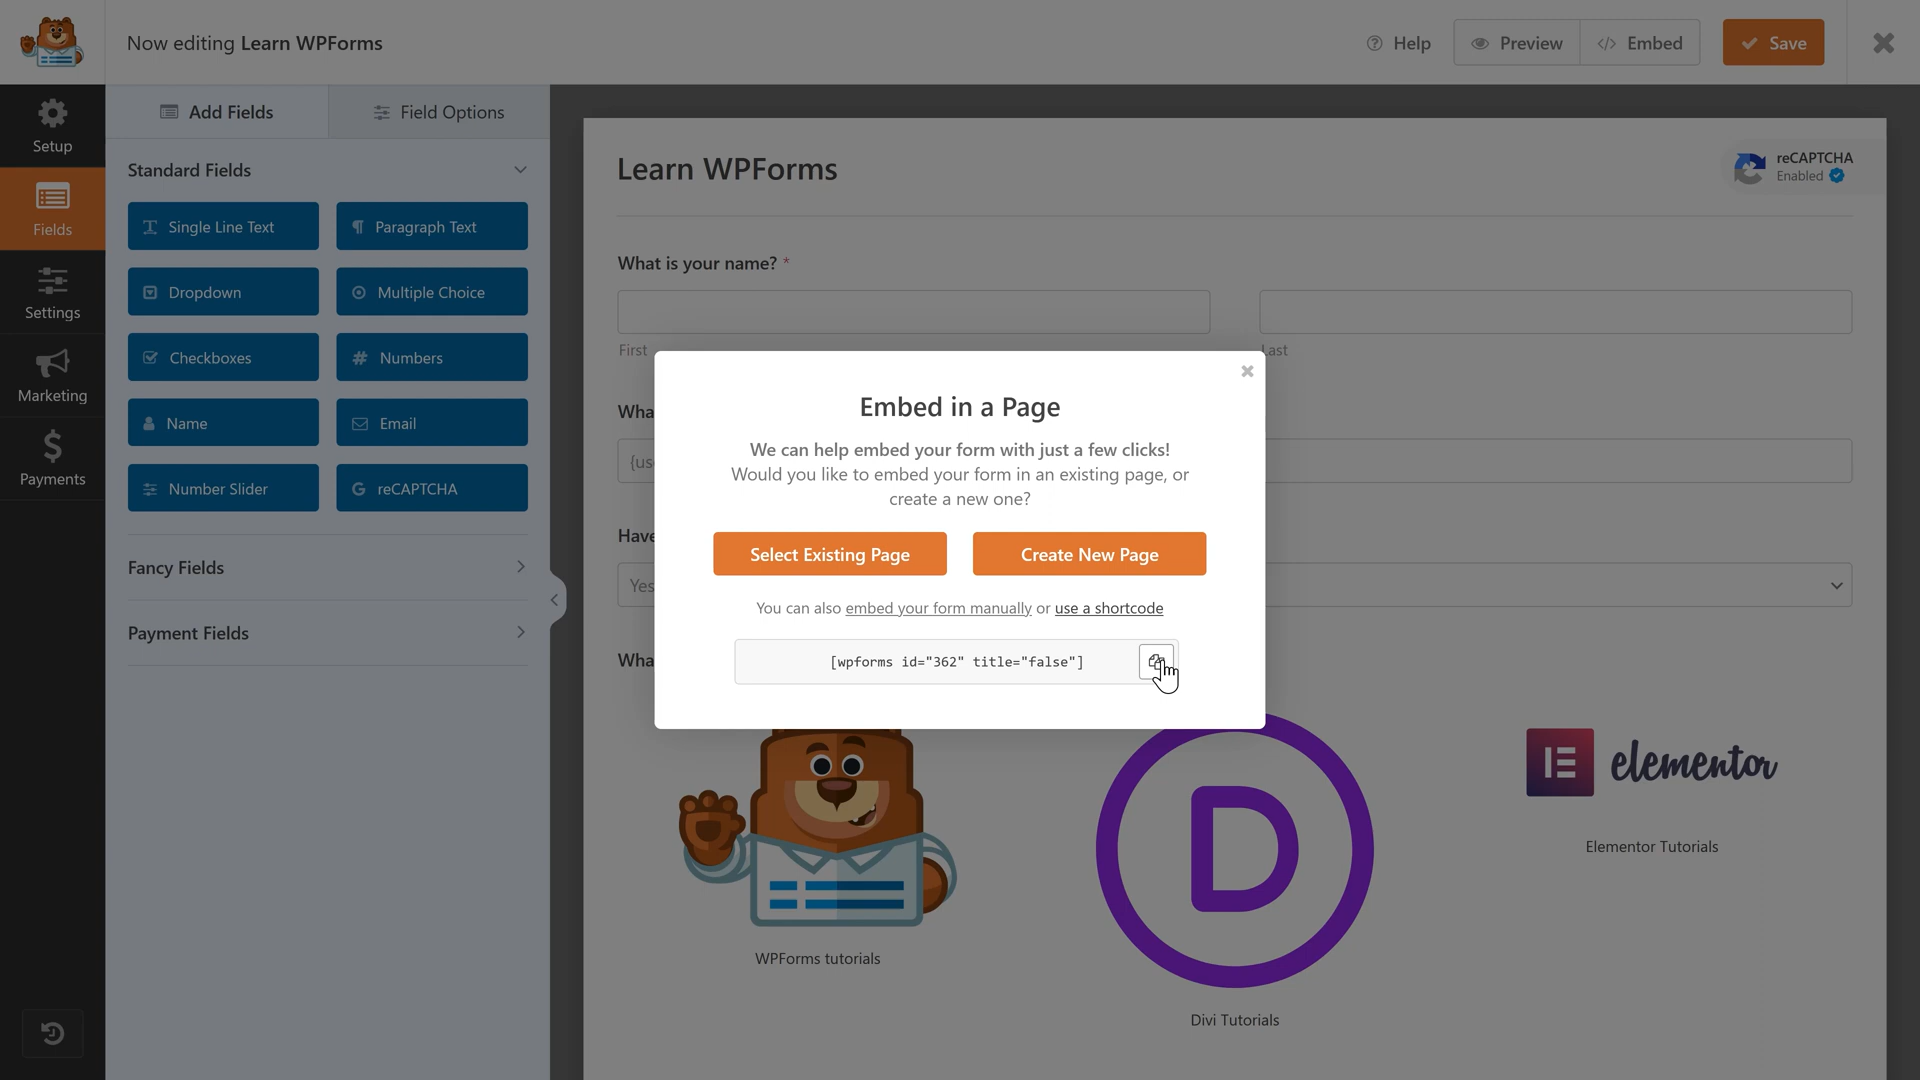 Now editing Learn WPForms
Help
Preview
Embed
Save
Setup
Fields
Settings
Marketing
Payments
Add Fields
Field Options
Standard Fields
Single Line Text
Paragraph Text
Dropdown
Multiple Choice
Checkboxes
Numbers
Name
Email
Number Slider
reCAPTCHA
Fancy Fields
Payment Fields
Learn WPForms
reCAPTCHA
Enabled
What is your name? *
First
Last
Wha
{us
Have
Yes
Wha
Embed in a Page
We can help embed your form with just a few clicks!
Would you like to embed your form in an existing page, or
create a new one?
Select Existing Page
Create New Page
You can also embed your form manually or use a shortcode
[wpforms id="362" title="false"]
WPForms tutorials
D
Divi Tutorials
elementor
Elementor Tutorials